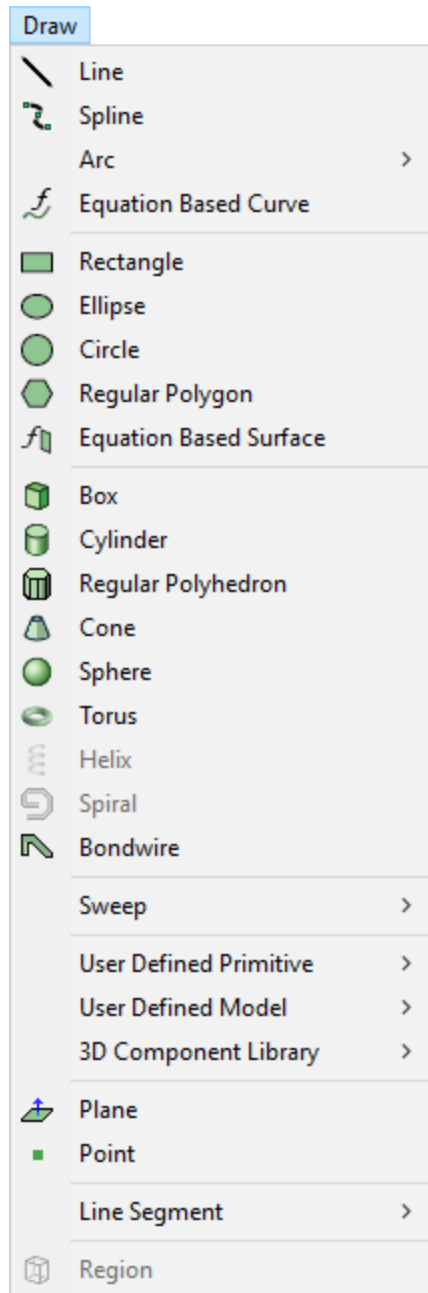 Draw
Line
Spline
Arc
Equation Based Curve
Rectangle
Ellipse
Circle
Regular Polygon
Equation Based Surface
Box
Cylinder
Regular Polyhedron
Cone
Sphere
Torus
Helix
Spiral
Bondwire
Sweep
User Defined Primitive
User Defined Model
3D Component Library
Plane
Point
Line Segment
Region